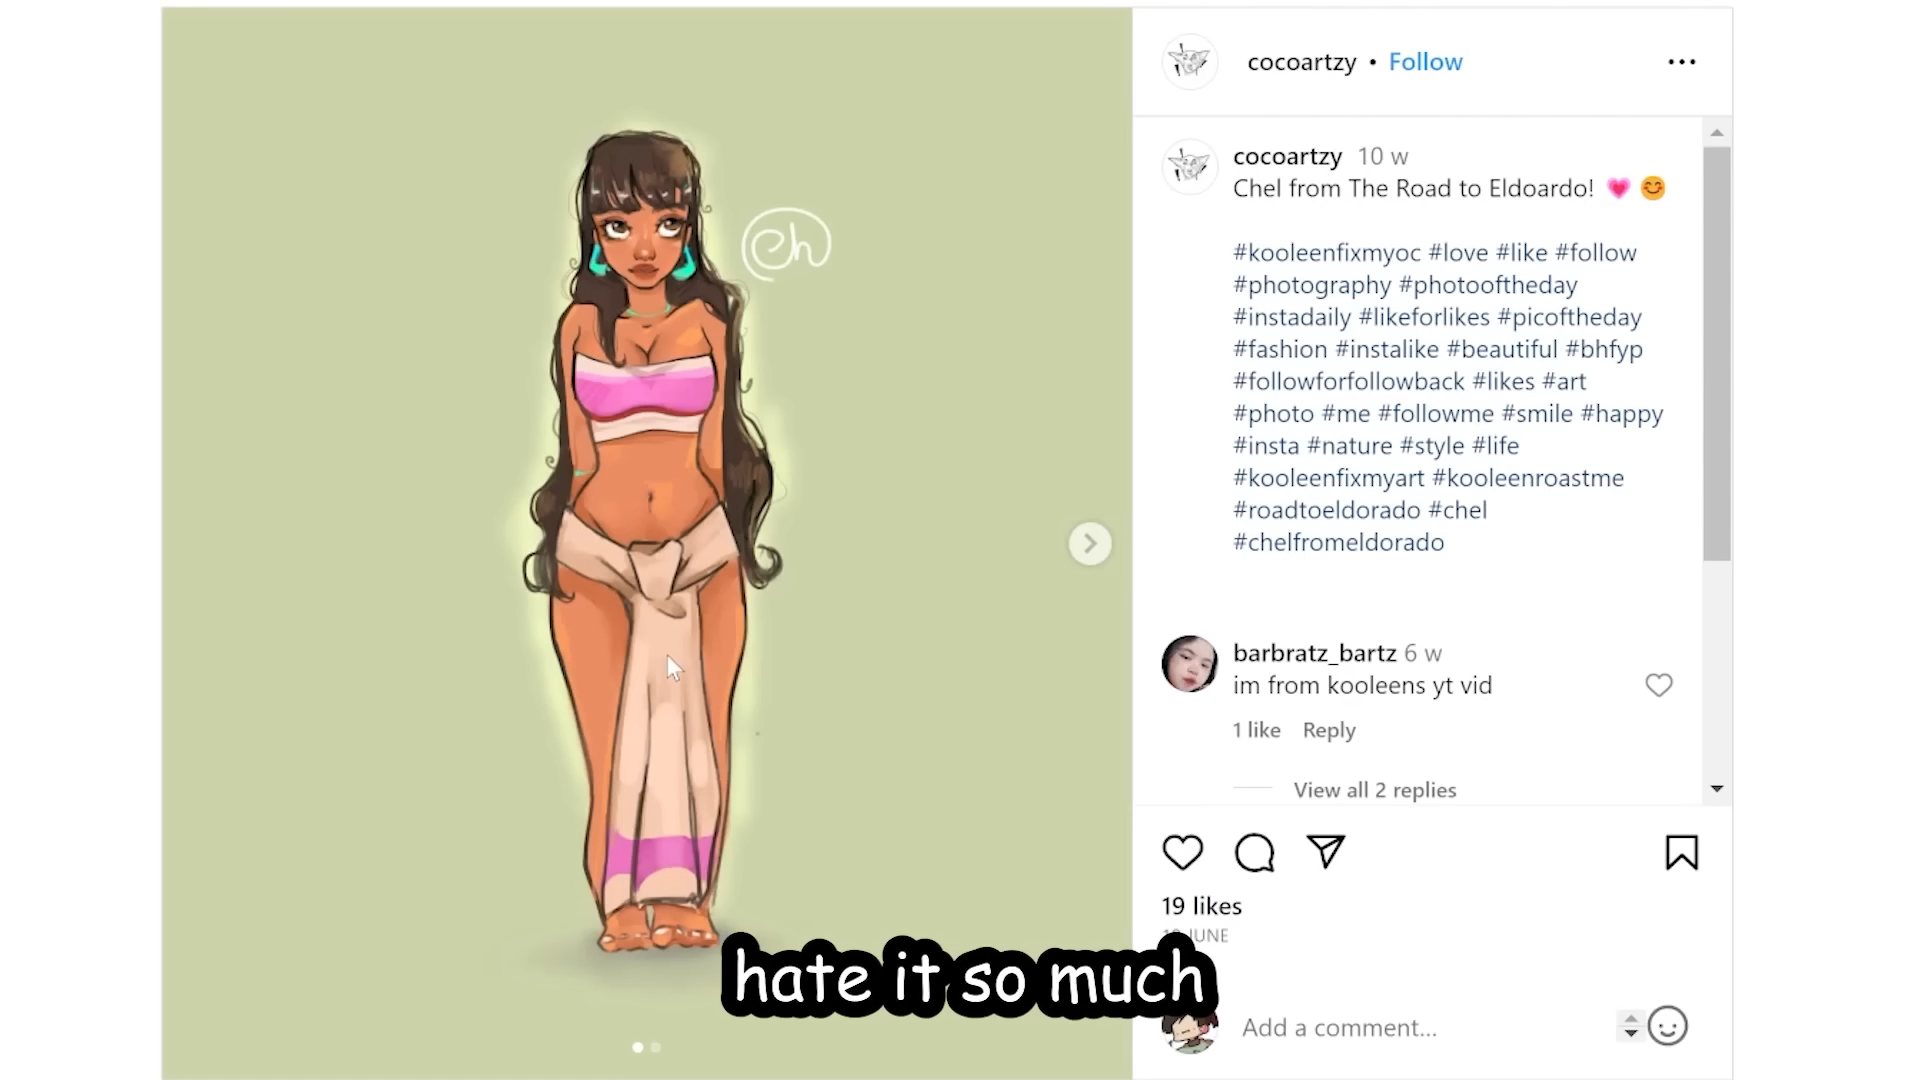 cocoartzy • Follow
cocoartzy 10 w
Chel from The Road to Eldoardo! 💗 😊
#kooleenfixmyoc #love #like #follow
#photography #photooftheday
#instadaily #likeforlikes #picoftheday
#fashion #instalike #beautiful #bhfyp
#followforfollowback #likes #art
#photo #me #followme #smile #happy
#insta #nature #style #life
#kooleenfixmyart #kooleenroastme
#roadtoeldorado #chel
#chelfromeldorado
Ch
barbratz_bartz 6 w
im from kooleens yt vid
1 like Reply
View all 2 replies
19 likes
JUNE
hate it so much
Add a comment...